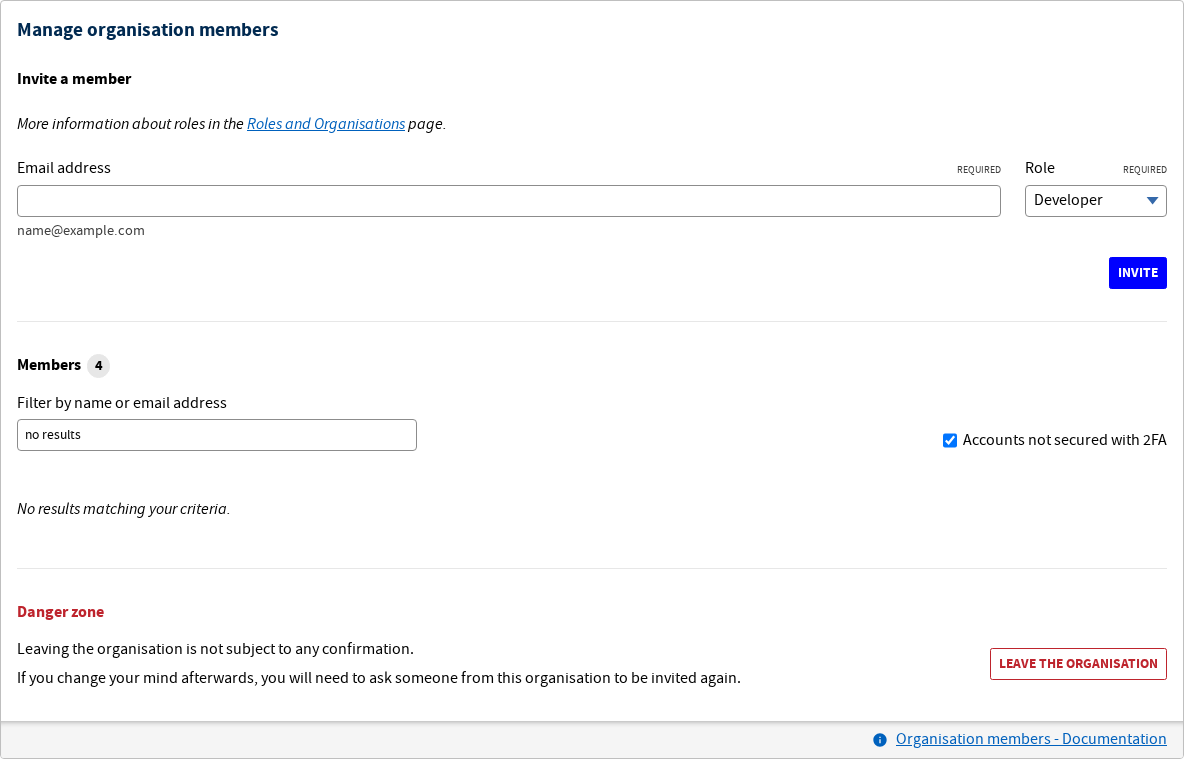 Manage organisation members
Invite a member
More information about roles in the Roles and Organisations page.
Email address REQUIRED
Role REQUIRED
Developer
name@example.com
INVITE
Members 4
Filter by name or email address
no results
Accounts not secured with 2FA
No results matching your criteria.
Danger zone
Leaving the organisation is not subject to any confirmation.
If you change your mind afterwards, you will need to ask someone from this organisation to be invited again.
LEAVE THE ORGANISATION
Organisation members - Documentation